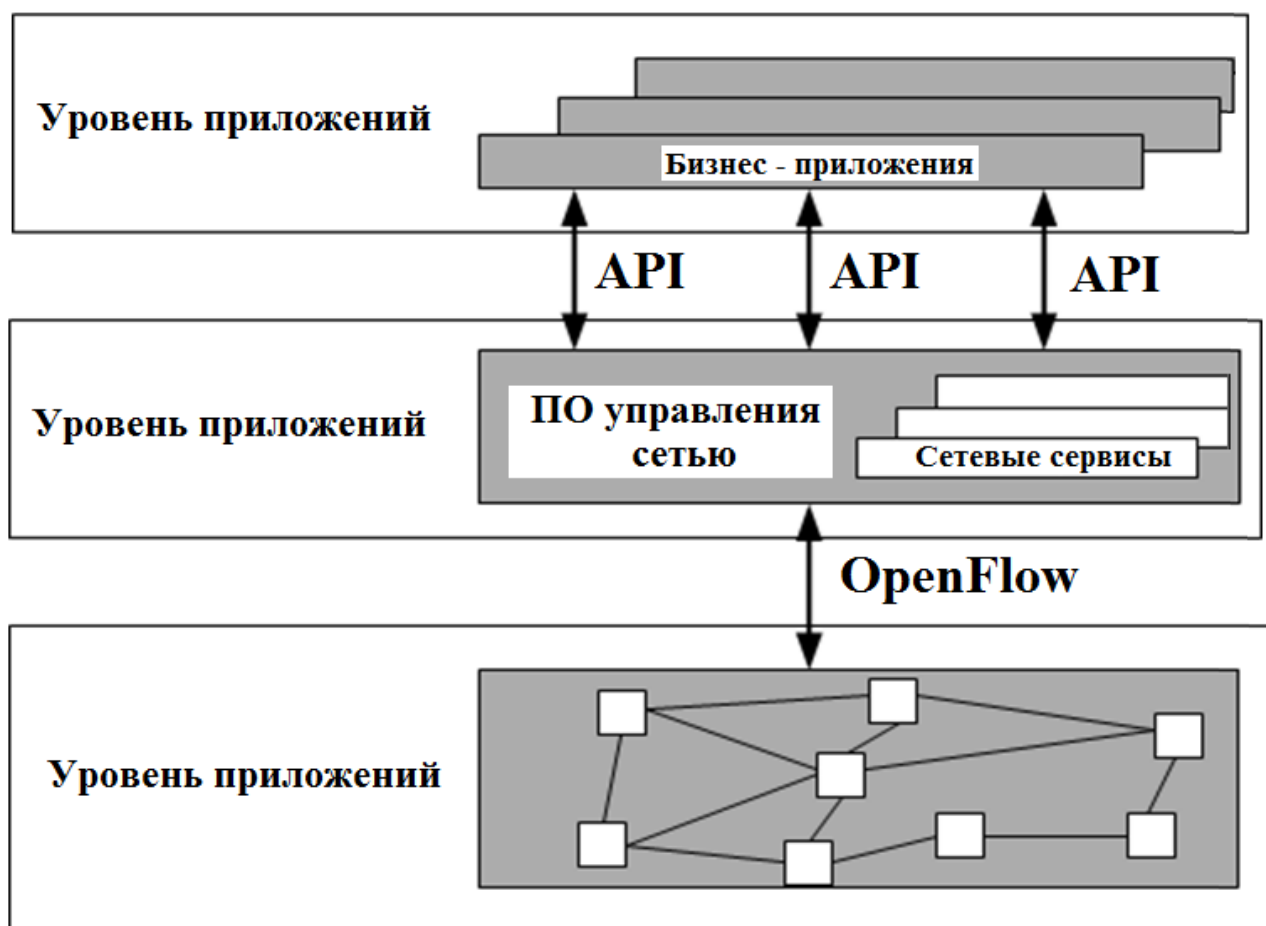 Уровень приложений
Бизнес - приложения
API
API
API
Уровень приложений
ПО управления
сетью
Сетевые сервисы
OpenFlow
Уровень приложений